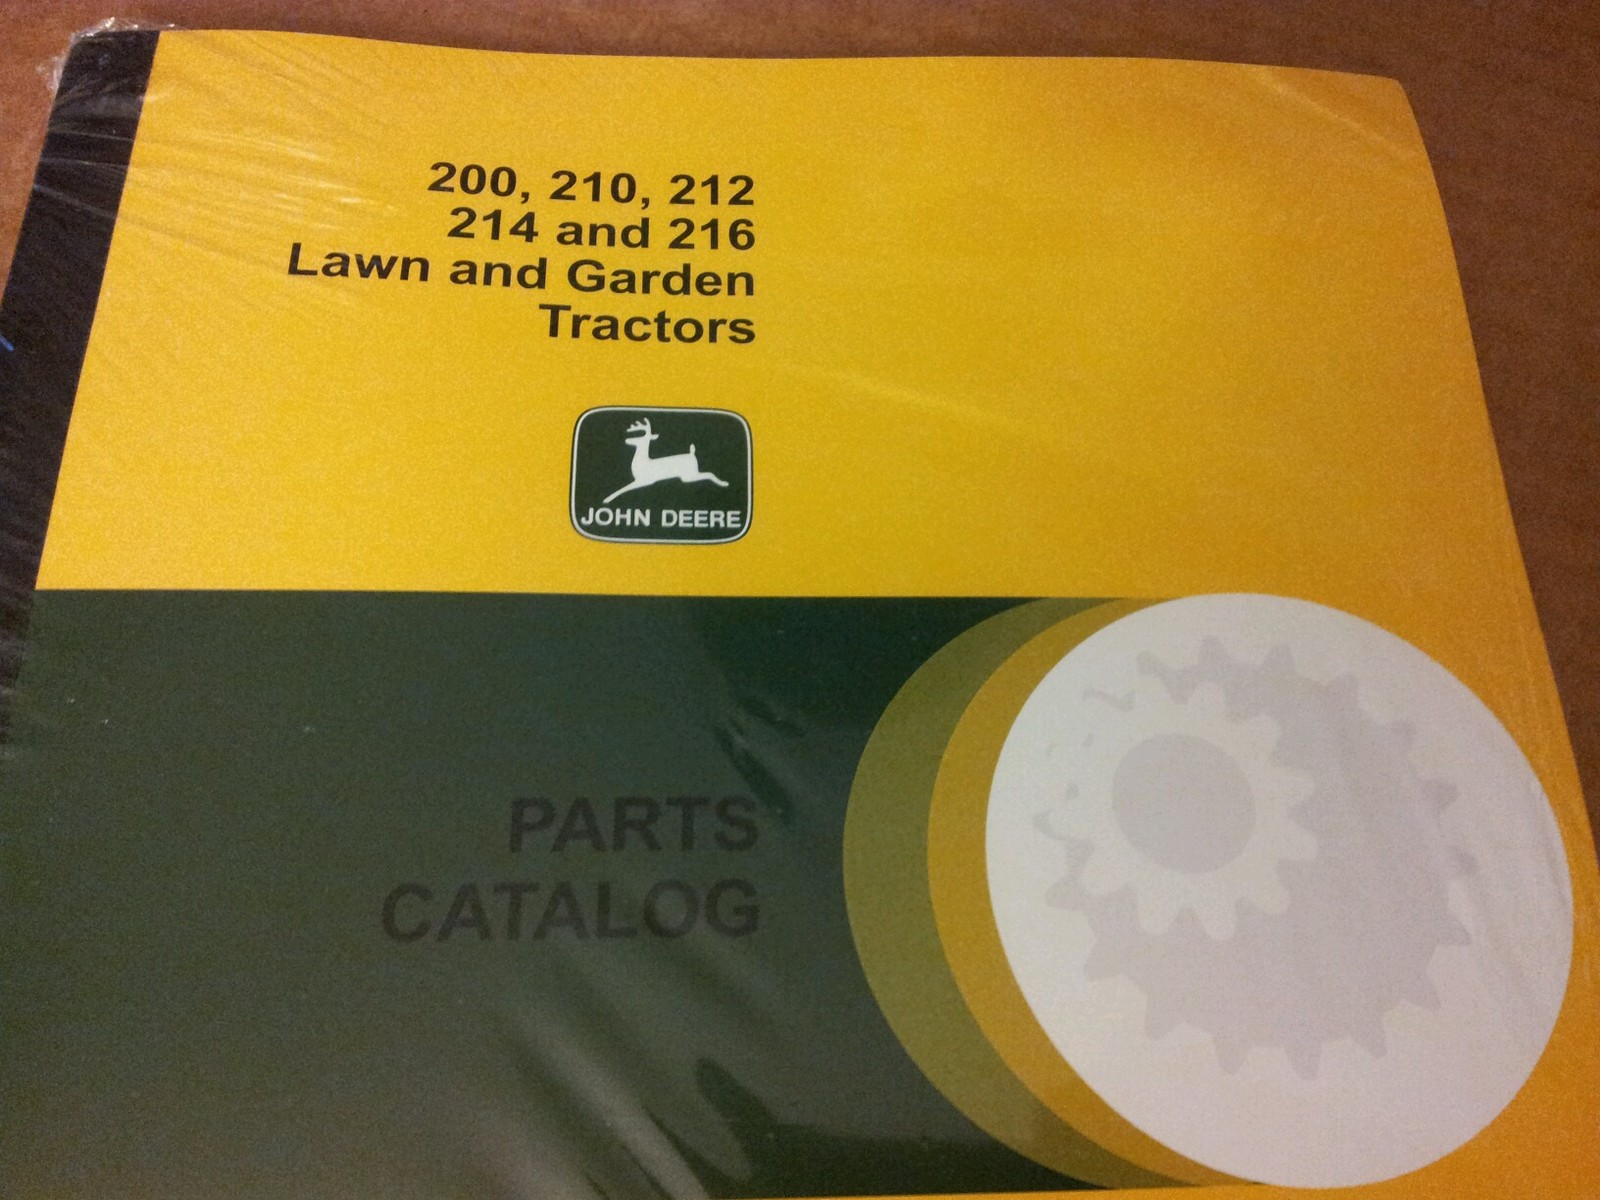 200, 210, 212
214 and 216
Lawn and Garden
Tractors
JOHN DEERE
PARTS
CATALOG